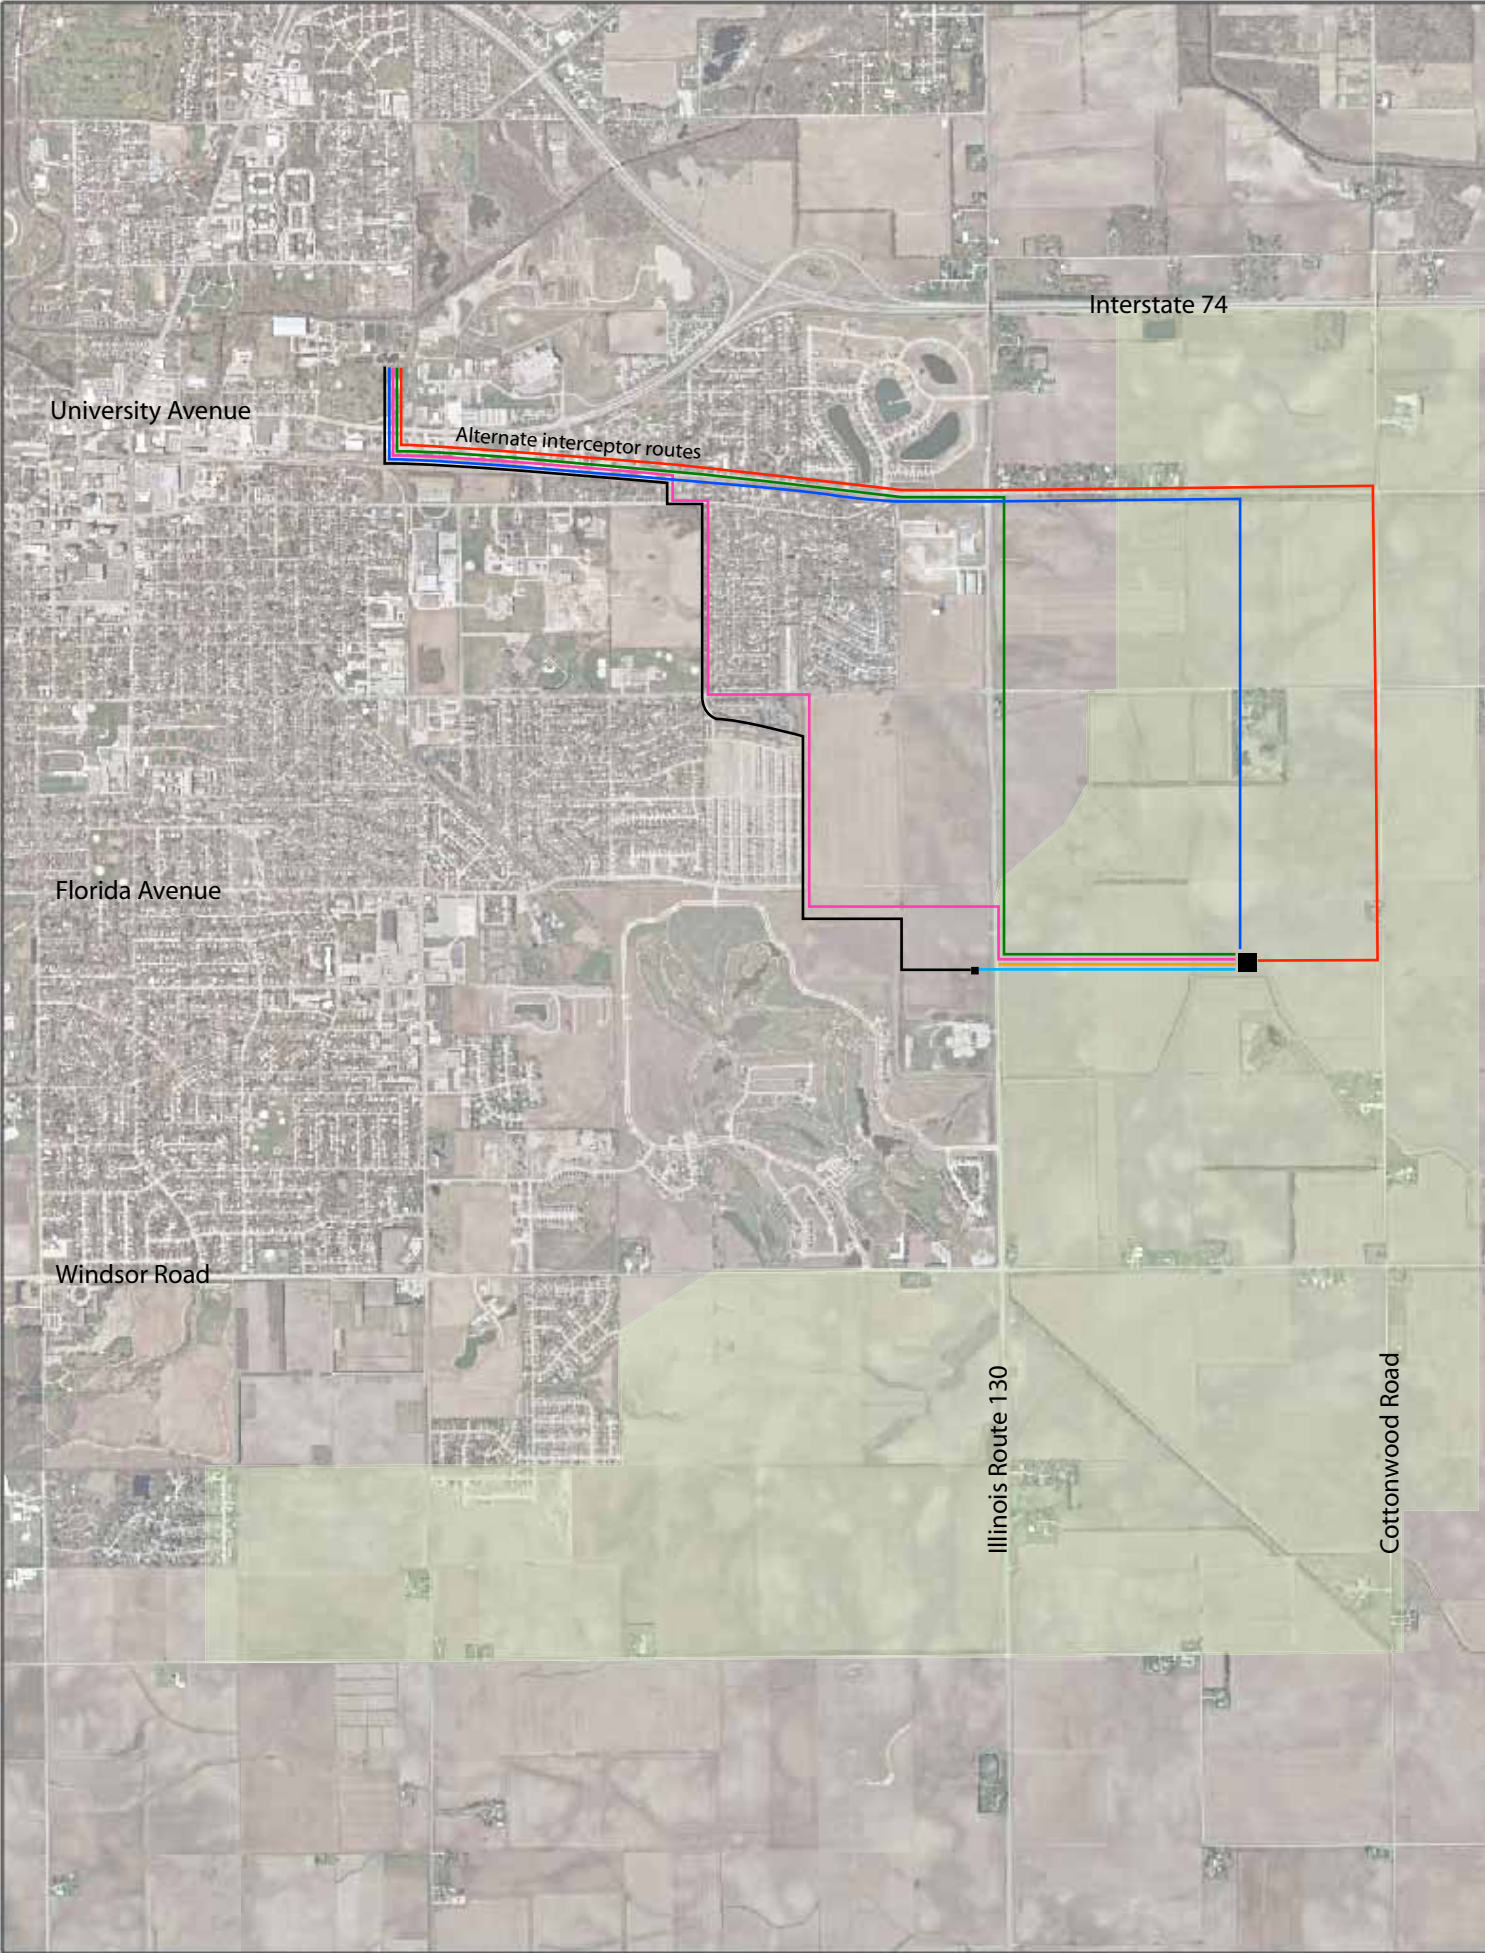 Interstate 74
University Avenue
Alternate interceptor routes
Florida Avenue
Windsor Road
Illinois Route 130
Cottonwood Road